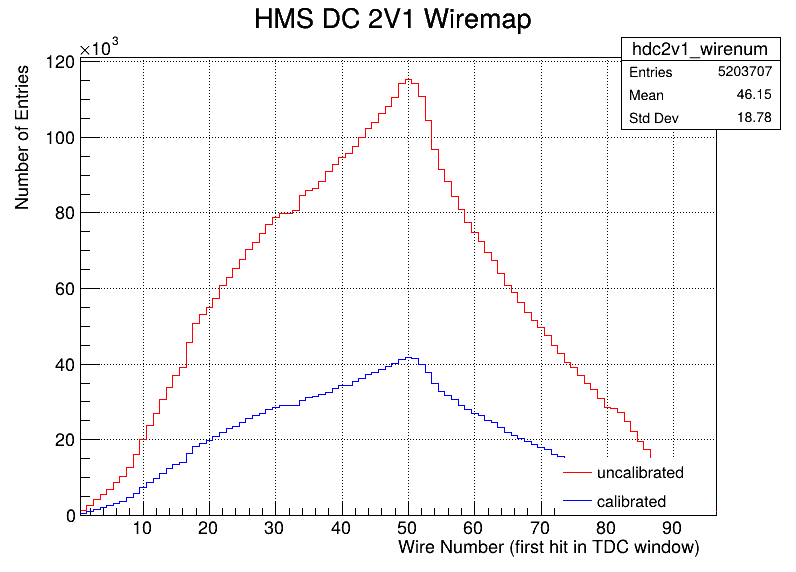 HMS DC 2V1 Wiremap
×10³
hdc2v1_wirenum
Entries 5203707
Mean 46.15
Std Dev 18.78
Number of Entries
120
100
80
60
40
20
0
10 20 30 40 50 60 70 80 90
uncalibrated
calibrated
Wire Number (first hit in TDC window)